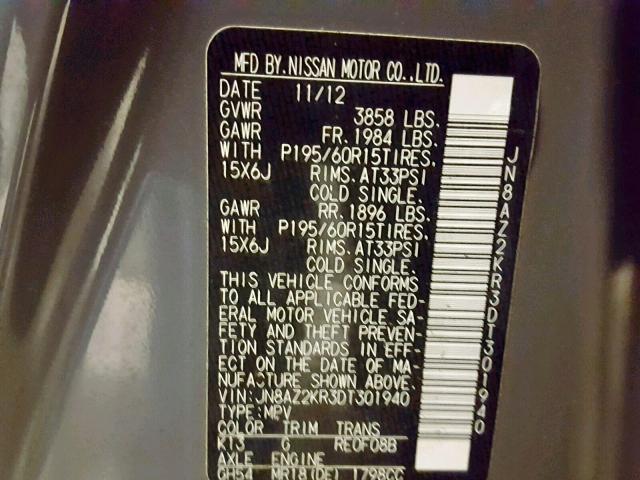 MFD BY.NISSAN MOTOR CO.,LTD.
DATE 11/12
GVWR 3858 LBS.
GAWR FR.1984 LBS.
WITH P195/60R15TIRES.
15X6J RIMS.AT33PSI
COLD SINGLE.
GAWR RR.1896 LBS.
WITH P195/60R15TIRES.
15X6J RIMS.AT33PSI
COLD SINGLE.
THIS VEHICLE CONFORMS
TO ALL APPLICABLE FED-
ERAL MOTOR VEHICLE SA-
FETY AND THEFT PREVEN-
TION STANDARDS IN EFF-
ECT ON THE DATE OF MA-
NUFACTURE SHOWN ABOVE.
VIN:JN8AZ2KR3DT301940
TYPE:MPV
COLOR TRIM TRANS
K13 G RE0F08B
AXLE ENGINE
GH54 MR18(DE) 1798CC
JN8AZ2KR3DT301940